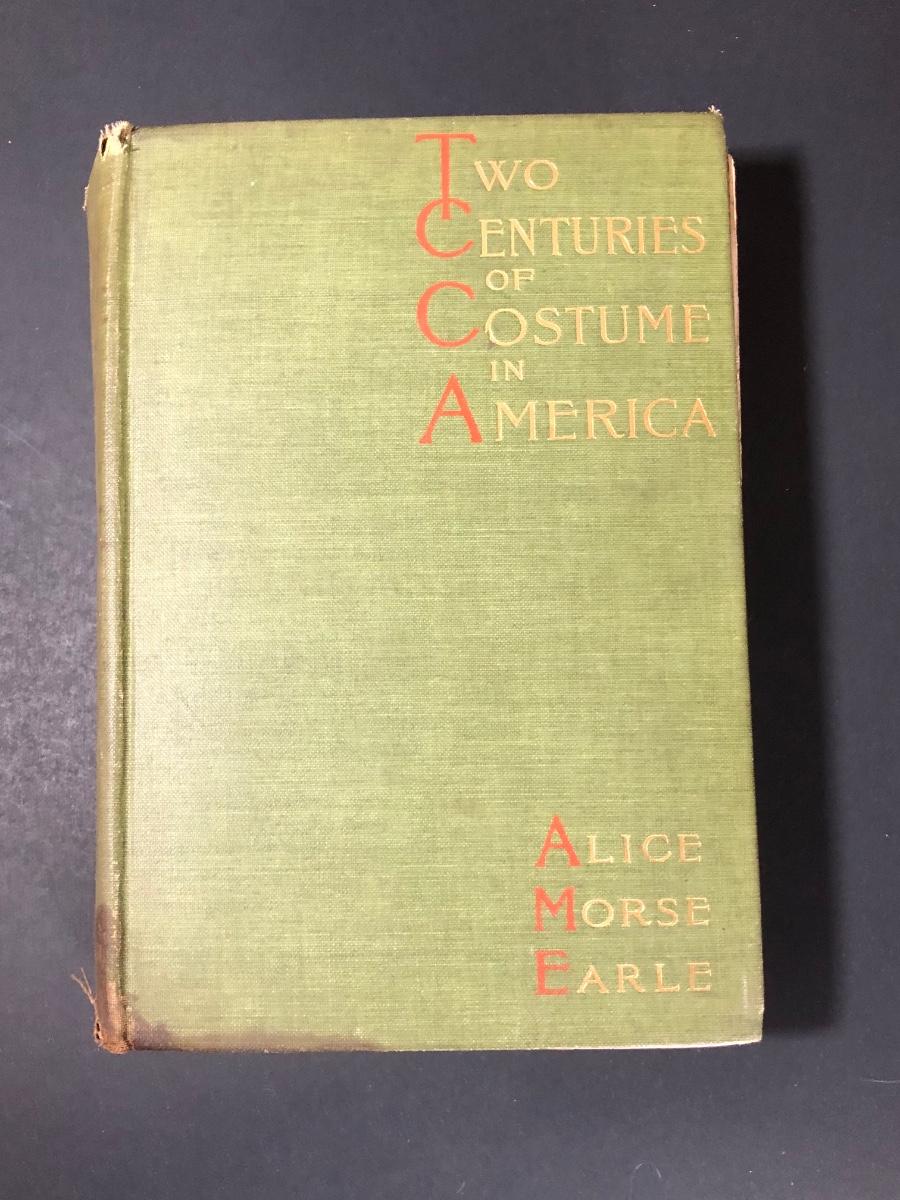 TWO
CENTURIES
OF
COSTUME
IN
AMERICA
ALICE
MORSE
EARLE